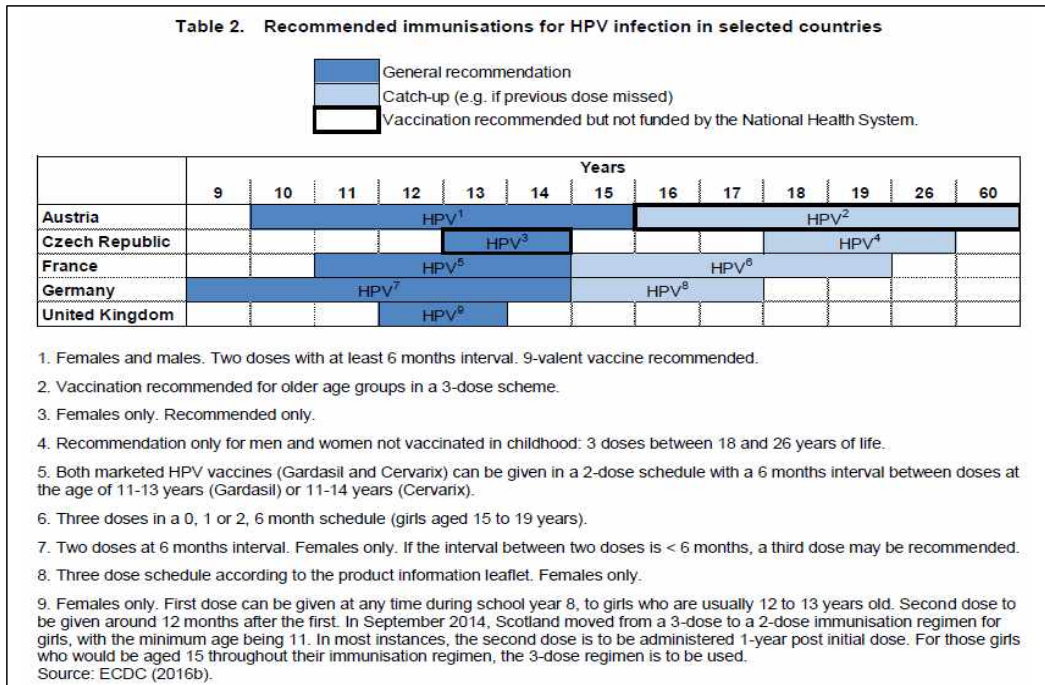 Table 2. Recommended immunisations for HPV infection in selected countries
General recommendation
Catch-up (e.g. if previous dose missed)
Vaccination recommended but not funded by the National Health System.
Years
9 10 11 12 13 14 15 16 17 18 19 26 60
Austria HPV1 HPV2
Czech Republic HPV3 HPV4
France HPV5 HPV6
Germany HPV7 HPV8
United Kingdom HPV9
1. Females and males. Two doses with at least 6 months interval. 9-valent vaccine recommended.
2. Vaccination recommended for older age groups in a 3-dose scheme.
3. Females only. Recommended only.
4. Recommendation only for men and women not vaccinated in childhood: 3 doses between 18 and 26 years of life.
5. Both marketed HPV vaccines (Gardasil and Cervarix) can be given in a 2-dose schedule with a 6 months interval between doses at
the age of 11-13 years (Gardasil) or 11-14 years (Cervarix).
6. Three doses in a 0, 1 or 2, 6 month schedule (girls aged 15 to 19 years).
7. Two doses at 6 months interval. Females only. If the interval between two doses is < 6 months, a third dose may be recommended.
8. Three dose schedule according to the product information leaflet. Females only.
9. Females only. First dose can be given at any time during school year 8, to girls who are usually 12 to 13 years old. Second dose to
be given around 12 months after the first. In September 2014, Scotland moved from a 3-dose to a 2-dose immunisation regimen for
girls, with the minimum age being 11. In most instances, the second dose is to be administered 1-year post initial dose. For those girls
who would be aged 15 throughout their immunisation regimen, the 3-dose regimen is to be used.
Source: ECDC (2016b).